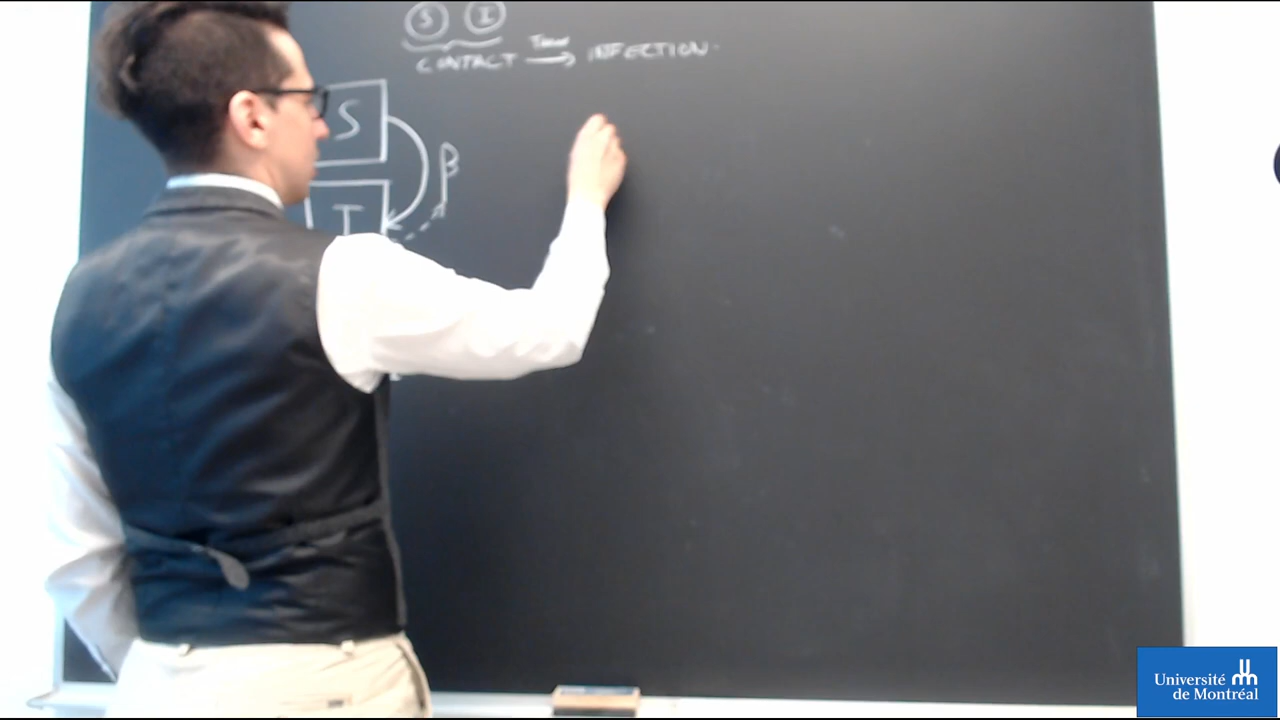 S I
CONTACT → INFECTION.
S
β
I
Université
de Montréal